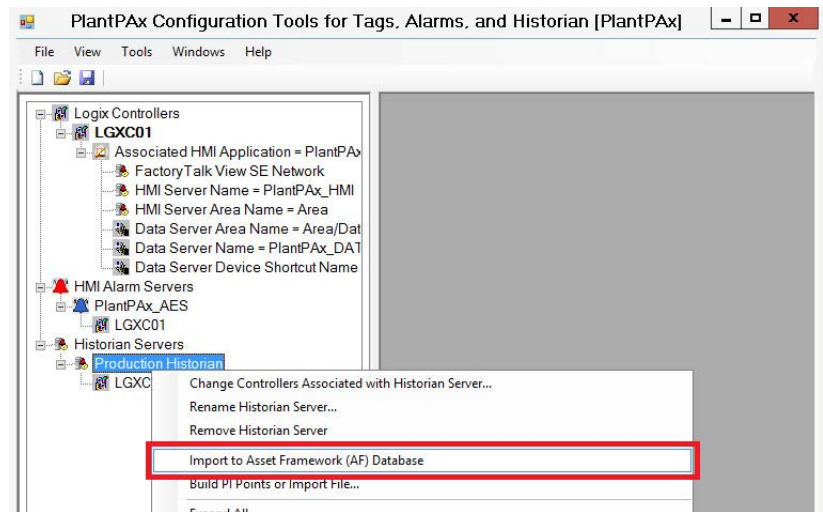 PlantPAx Configuration Tools for Tags, Alarms, and Historian [PlantPAx]
File View Tools Windows Help
Logix Controllers
LGXC01
Associated HMI Application = PlantPAx
FactoryTalk View SE Network
HMI Server Name = PlantPAx_HMI
HMI Server Area Name = Area
Data Server Area Name = Area/Dat
Data Server Name = PlantPAx_DAT
Data Server Device Shortcut Name
HMI Alarm Servers
PlantPAx_AES
LGXC01
Historian Servers
Production Historian
LGXC
Change Controllers Associated with Historian Server...
Rename Historian Server...
Remove Historian Server
Import to Asset Framework (AF) Database
Build PI Points or Import File...
Expand All